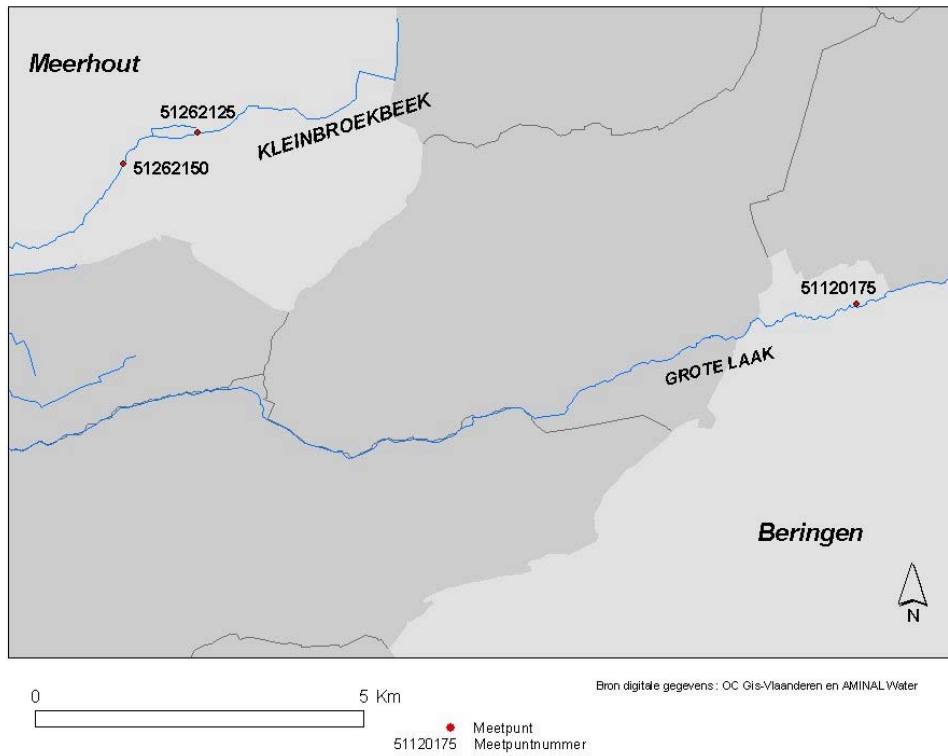 Meerhout
51262125
KLEINBROEKBEEK
51262150
51120175
GROTE LAAK
Beringen
N
0 5 Km
Bron digitale gegevens : OC Gis-Vlaanderen en AMINAL Water
Meetpunt
51120175 Meetpuntnummer